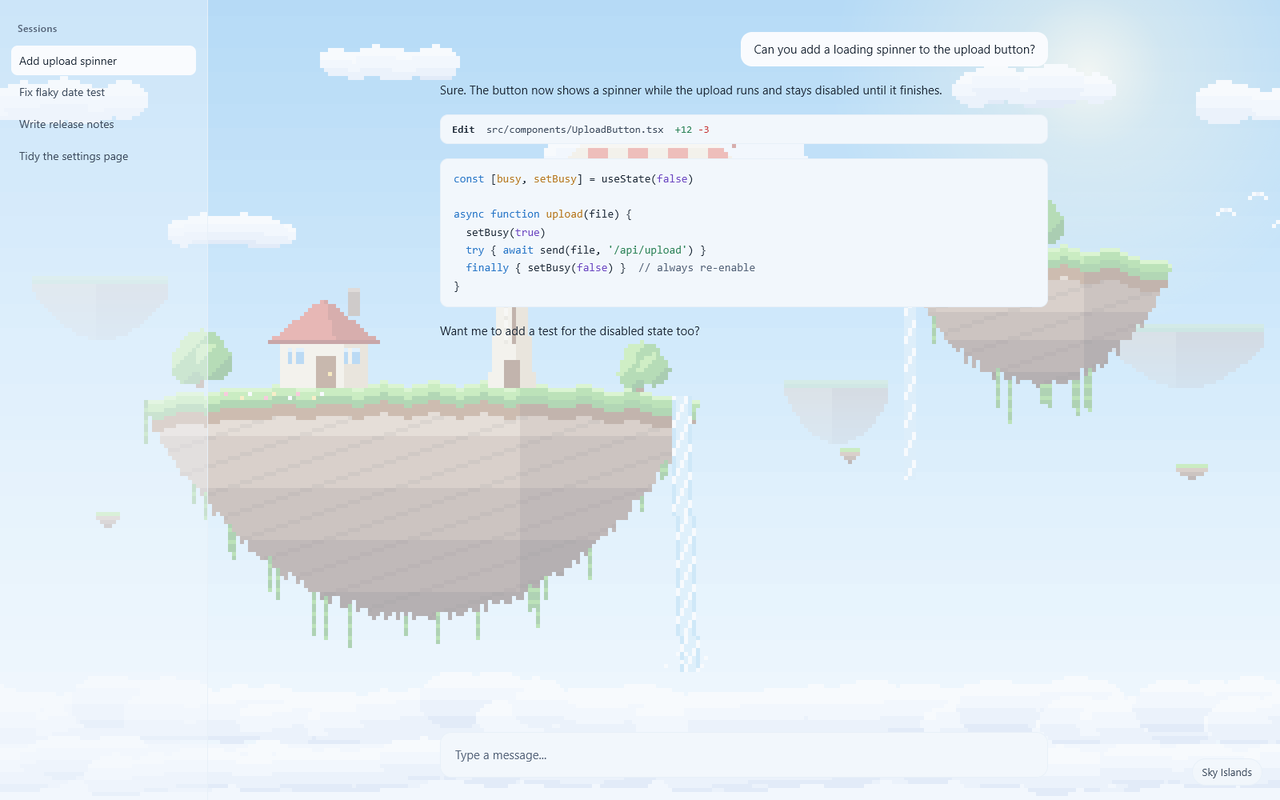 Sessions
Add upload spinner
Fix flaky date test
Write release notes
Tidy the settings page
Can you add a loading spinner to the upload button?
Sure. The button now shows a spinner while the upload runs and stays disabled until it finishes.
Edit src/components/UploadButton.tsx +12 -3
const [busy, setBusy] = useState(false)
async function upload(file) {
  setBusy(true)
  try { await send(file, '/api/upload') }
  finally { setBusy(false) }  // always re-enable
}
Want me to add a test for the disabled state too?
Type a message...
Sky Islands